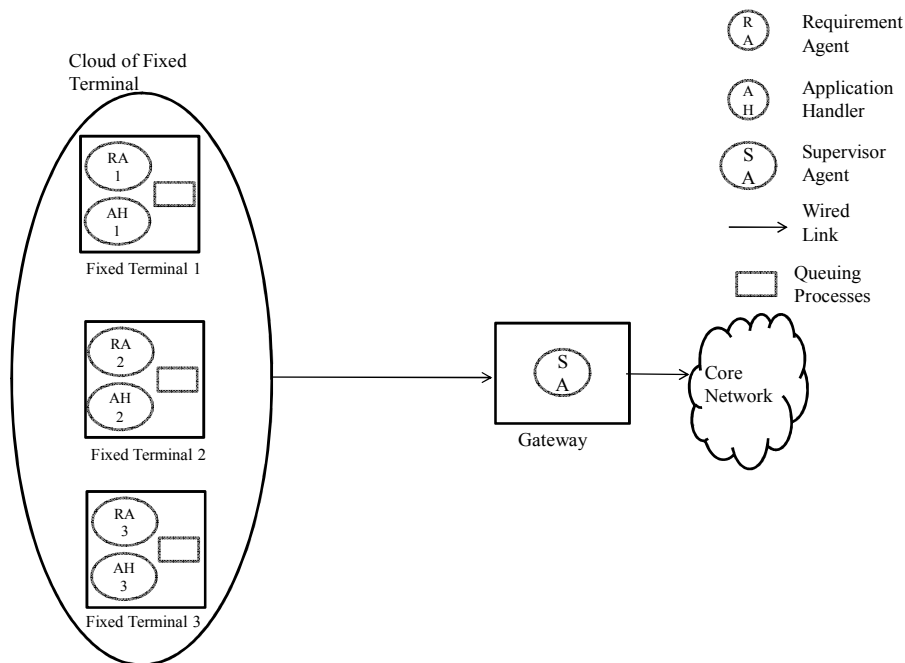 Cloud of Fixed
Terminal
RA
1
AH
1
Fixed Terminal 1
RA
2
AH
2
Fixed Terminal 2
RA
3
AH
3
Fixed Terminal 3
S
A
Gateway
Core
Network
R
A
Requirement
Agent
A
H
Application
Handler
S
A
Supervisor
Agent
Wired
Link
Queuing
Processes